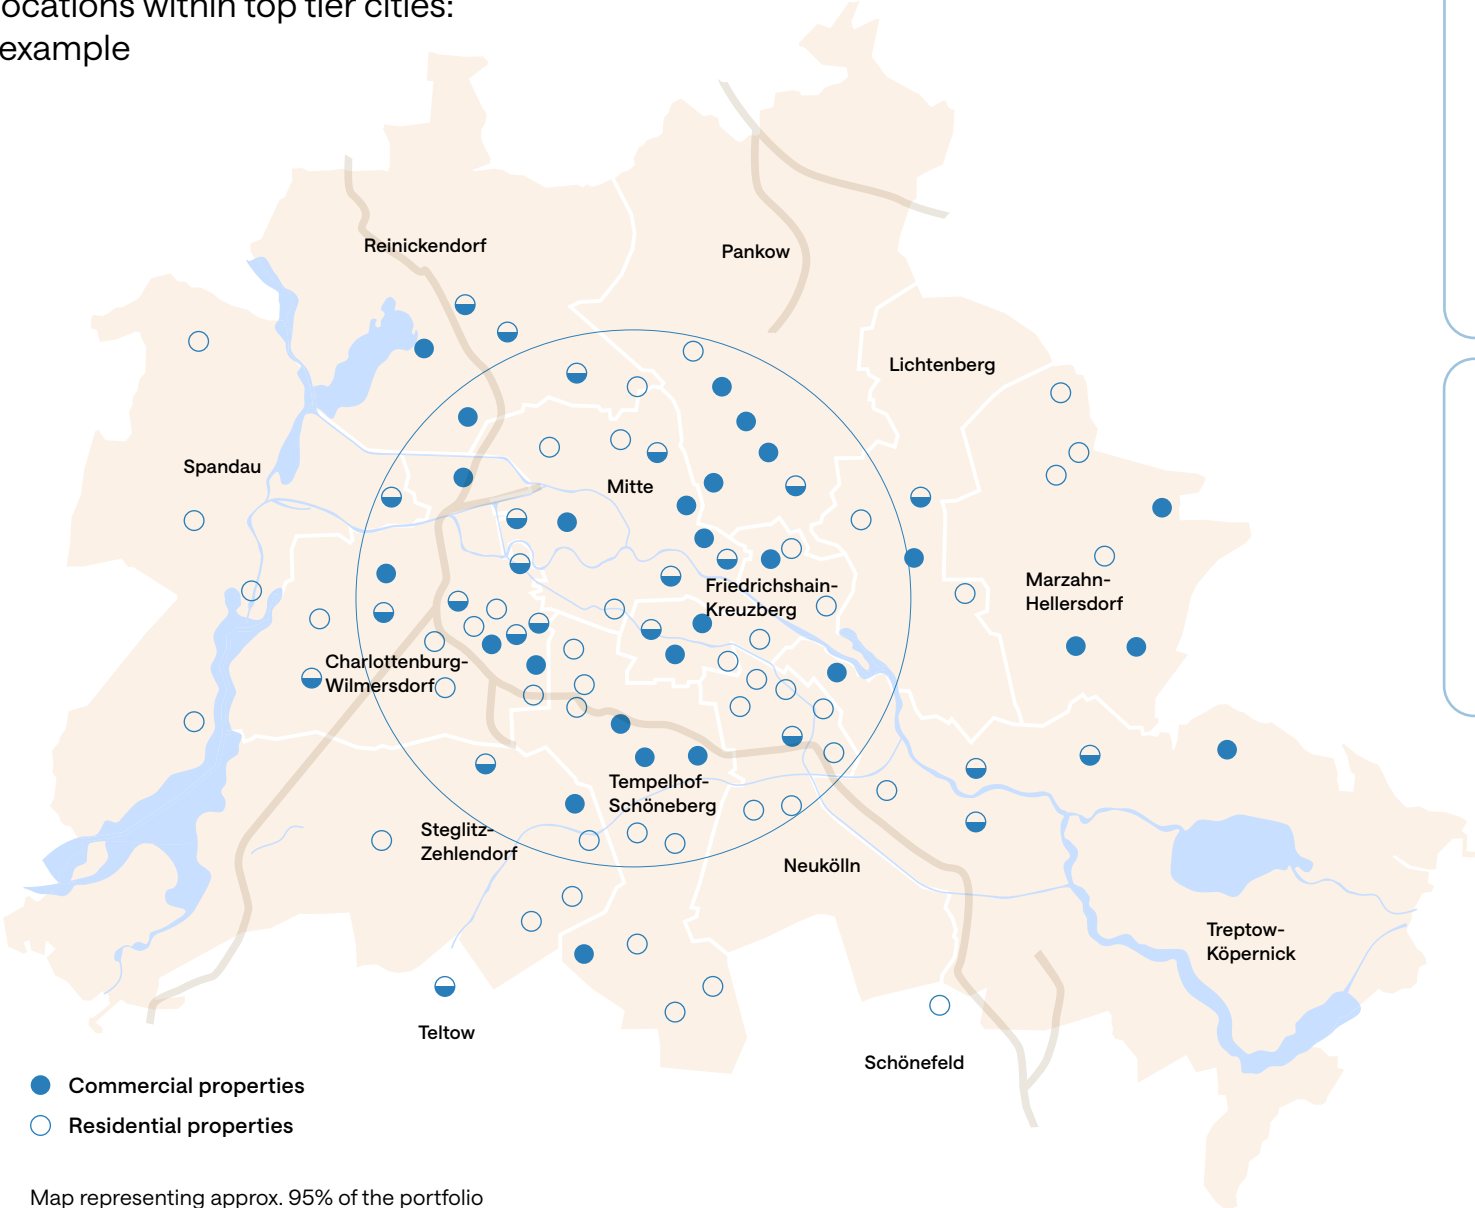 ocations within top tier cities:
example
Reinickendorf
Pankow
Lichtenberg
Spandau
Mitte
Friedrichshain-
Kreuzberg
Marzahn-
Hellersdorf
Charlottenburg-
Wilmersdorf
Tempelhof-
Schöneberg
Steglitz-
Zehlendorf
Neukölln
Treptow-
Köpernick
Teltow
Schönefeld
Commercial properties
Residential properties
Map representing approx. 95% of the portfolio